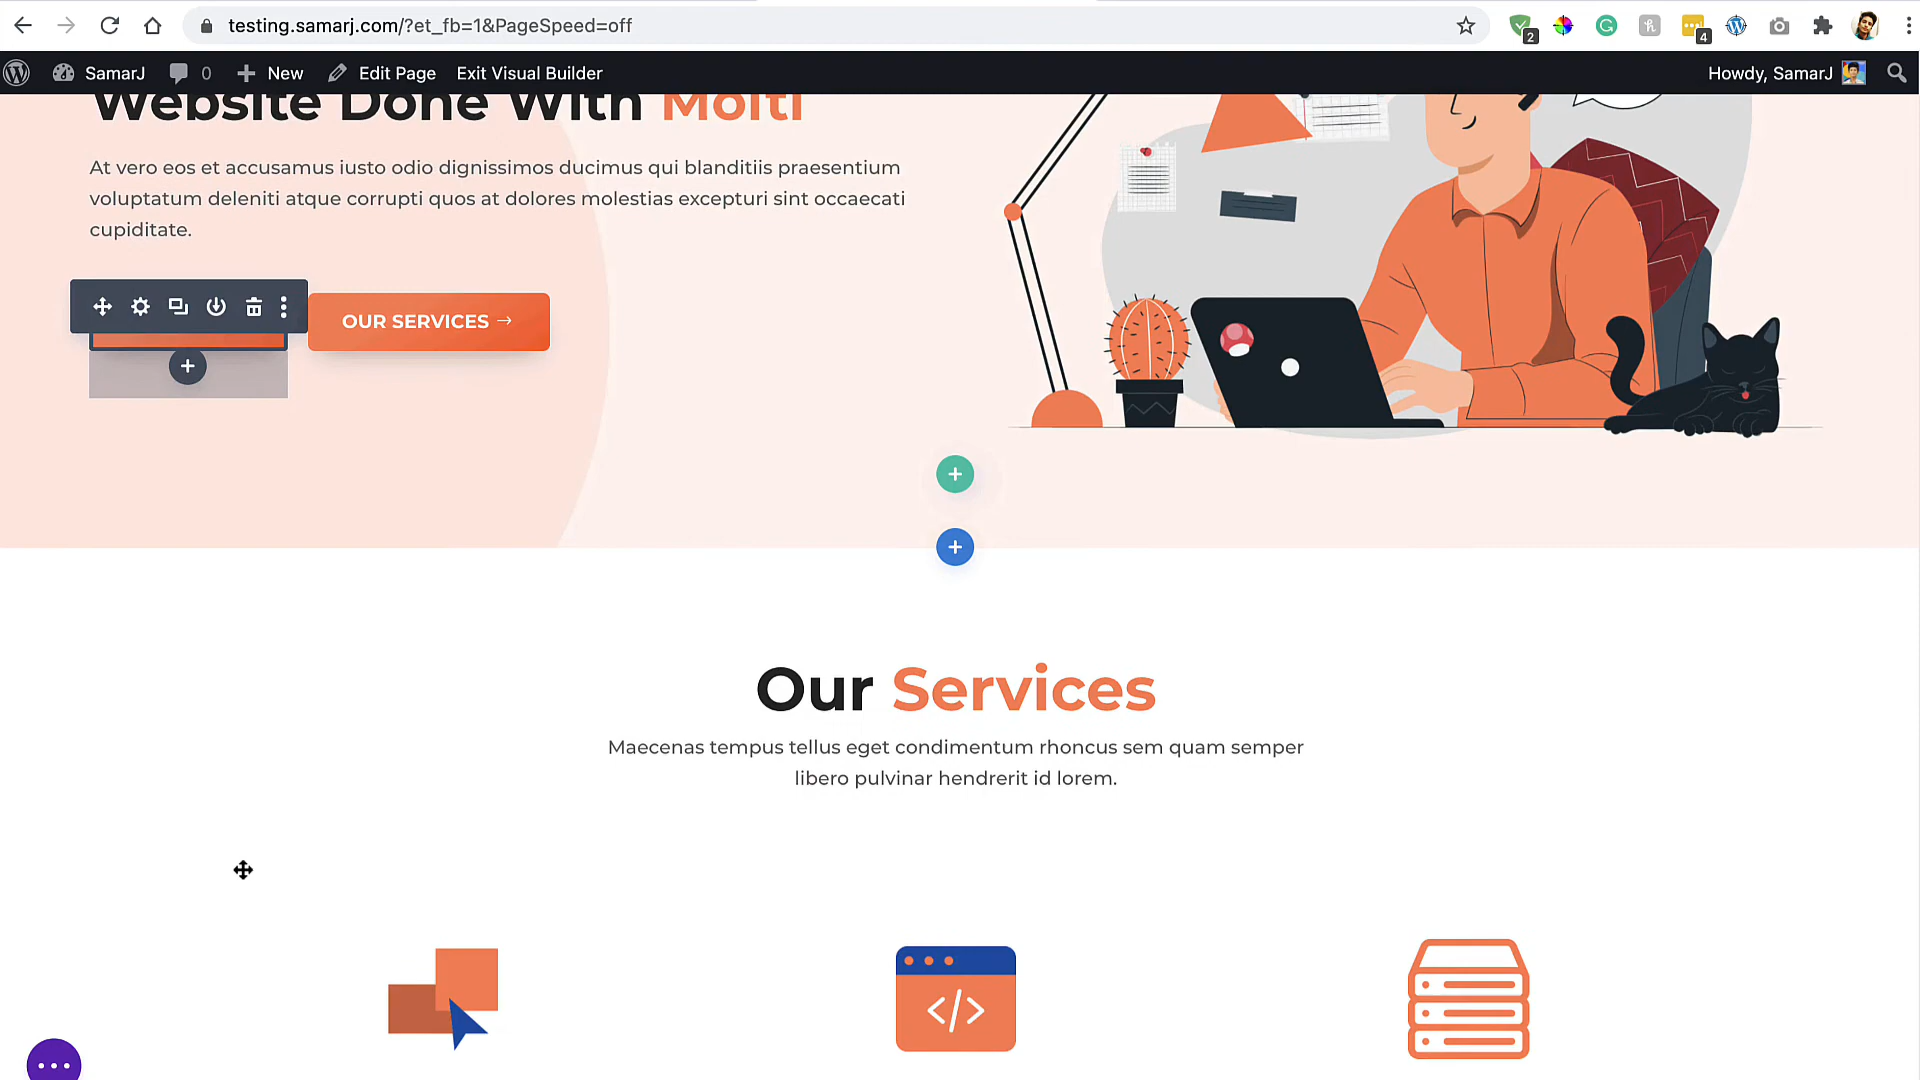 testing.samarj.com/?et_fb=1&PageSpeed=off
2
4
SamarJ 0 New Edit Page Exit Visual Builder Howdy, SamarJ
Website Done With Molti
At vero eos et accusamus iusto odio dignissimos ducimus qui blanditiis praesentium
voluptatum deleniti atque corrupti quos at dolores molestias excepturi sint occaecati
cupiditate.
OUR SERVICES →
Our Services
Maecenas tempus tellus eget condimentum rhoncus sem quam semper
libero pulvinar hendrerit id lorem.